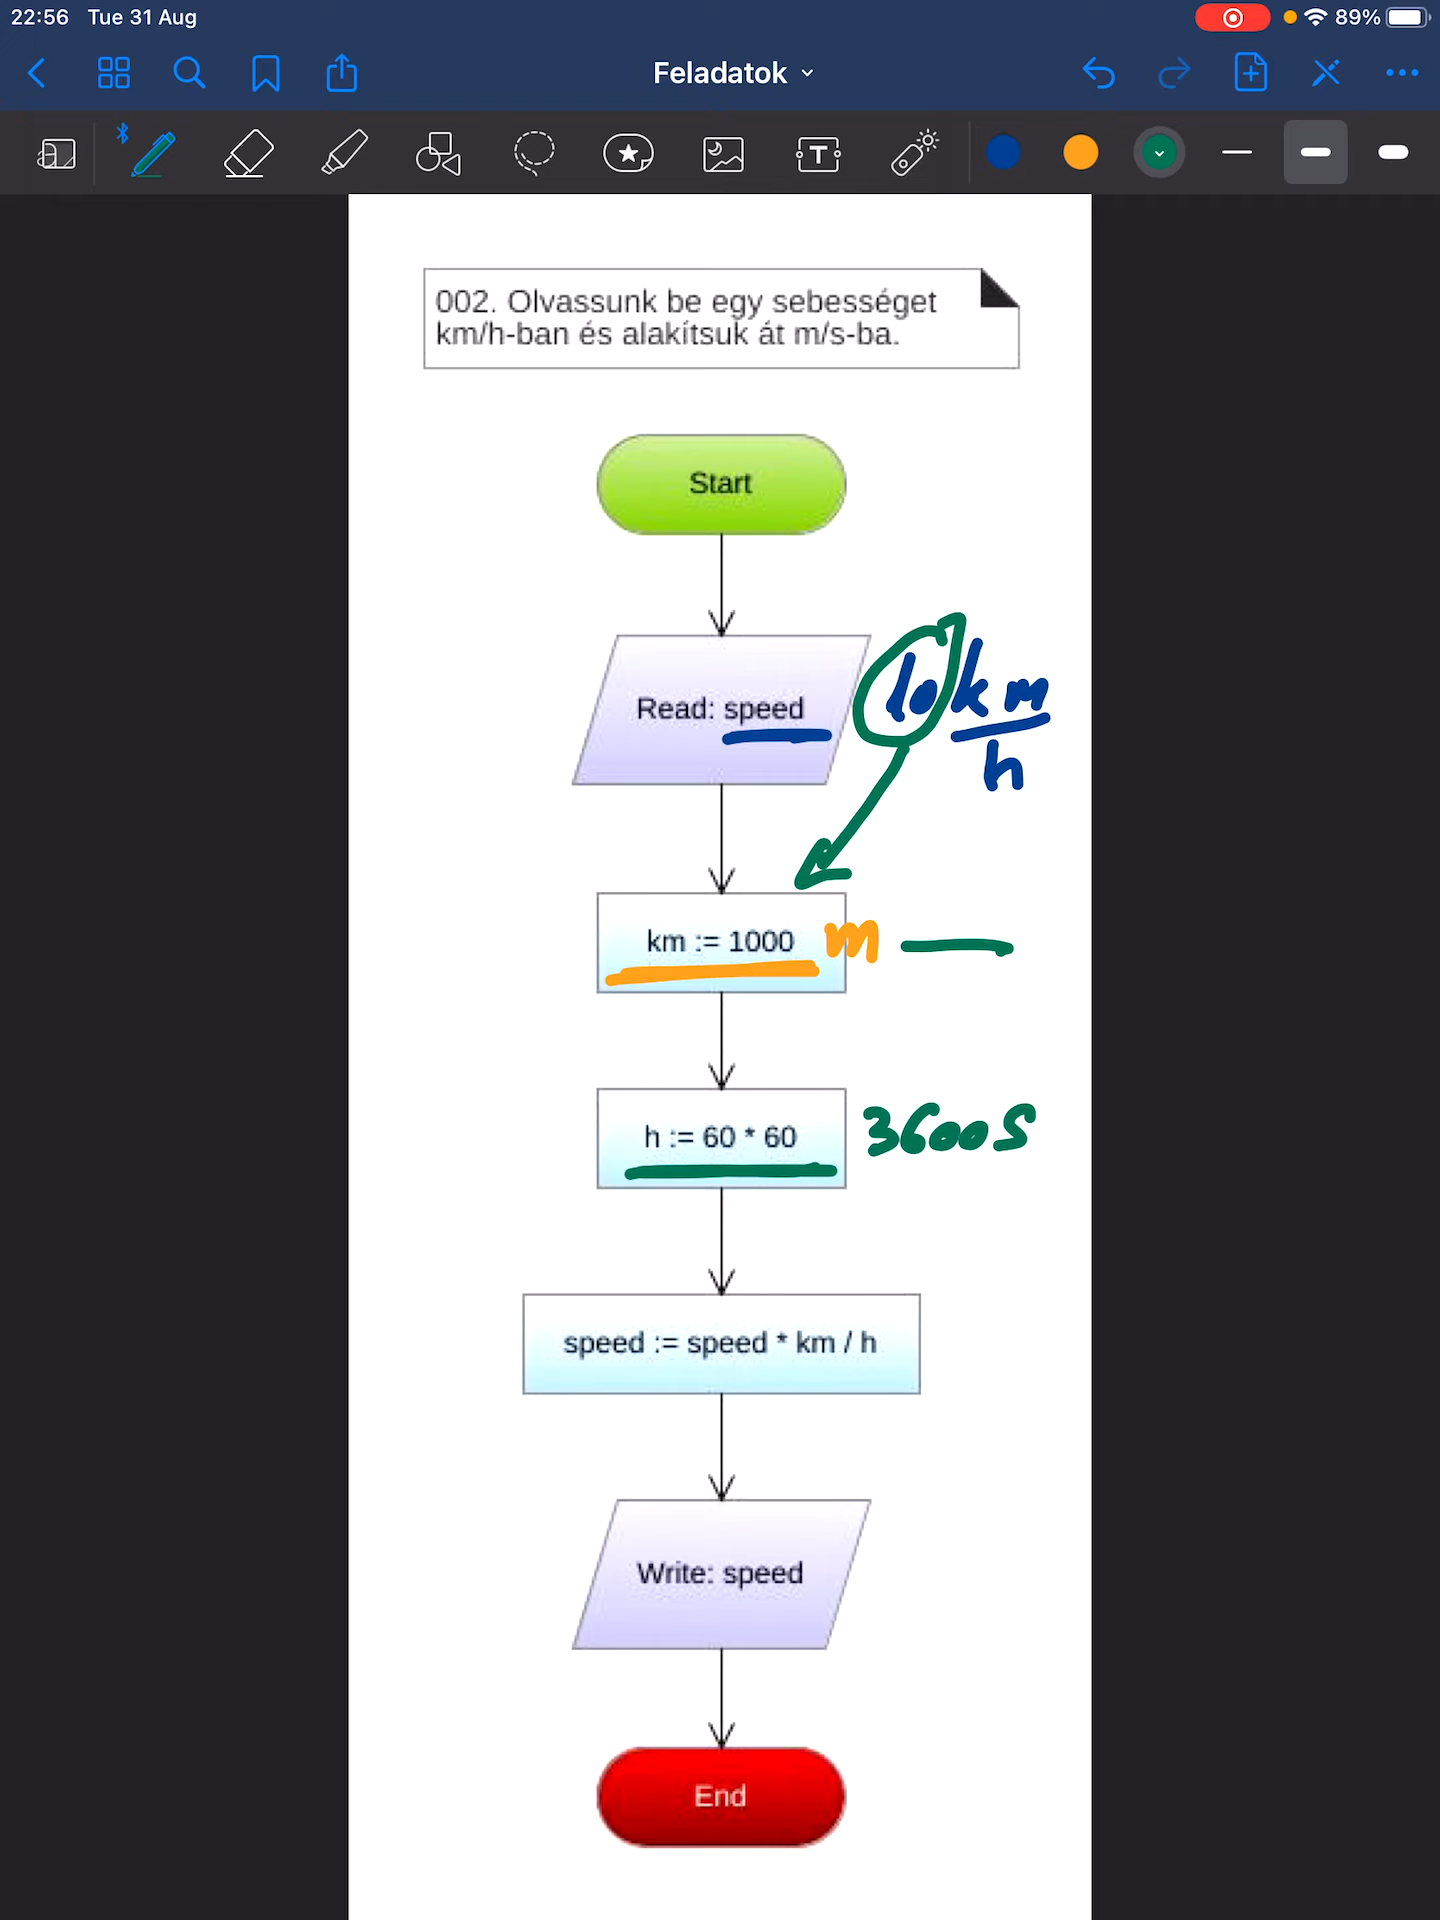 22:56 Tue 31 Aug
89%
Feladatok
T
002. Olvassunk be egy sebességet
km/h-ban és alakítsuk át m/s-ba.
Start
Read: speed
10 km
h
km := 1000 m
h := 60 * 60 3600 s
speed := speed * km / h
Write: speed
End